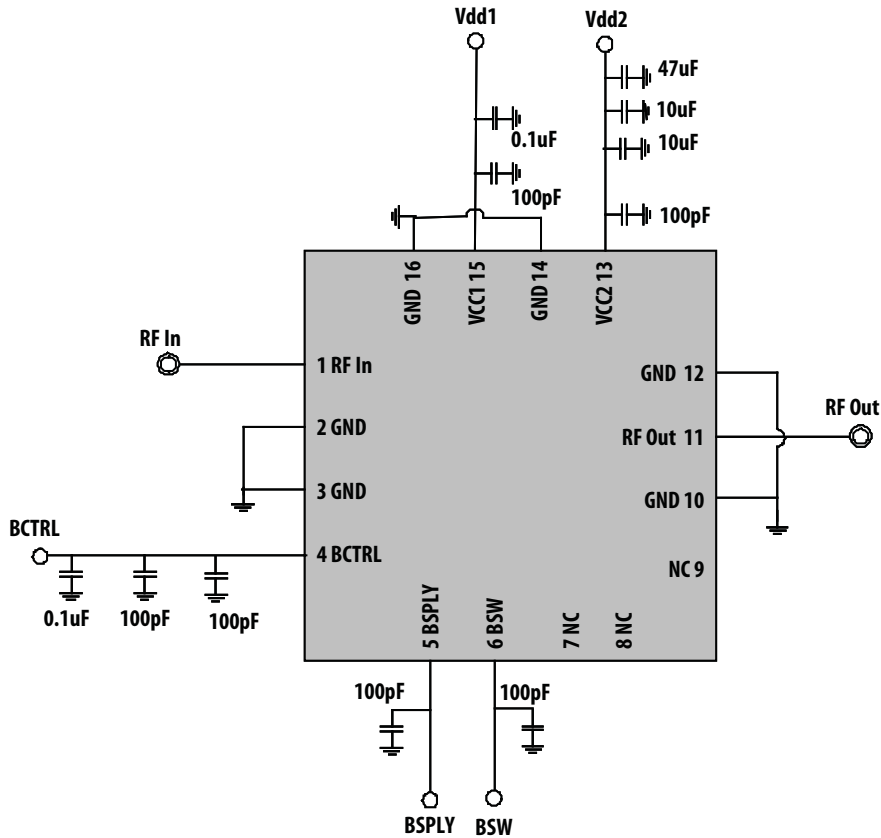 Vdd1
Vdd2
47uF
10uF
0.1uF
10uF
100pF
100pF
GND 16
VCC1 15
GND 14
VCC2 13
RF In
1 RF In
GND 12
RF Out
2 GND
RF Out 11
3 GND
GND 10
BCTRL
4 BCTRL
NC 9
0.1uF
100pF
100pF
5 BSPLY
6 BSW
7 NC
8 NC
100pF
100pF
BSPLY
BSW